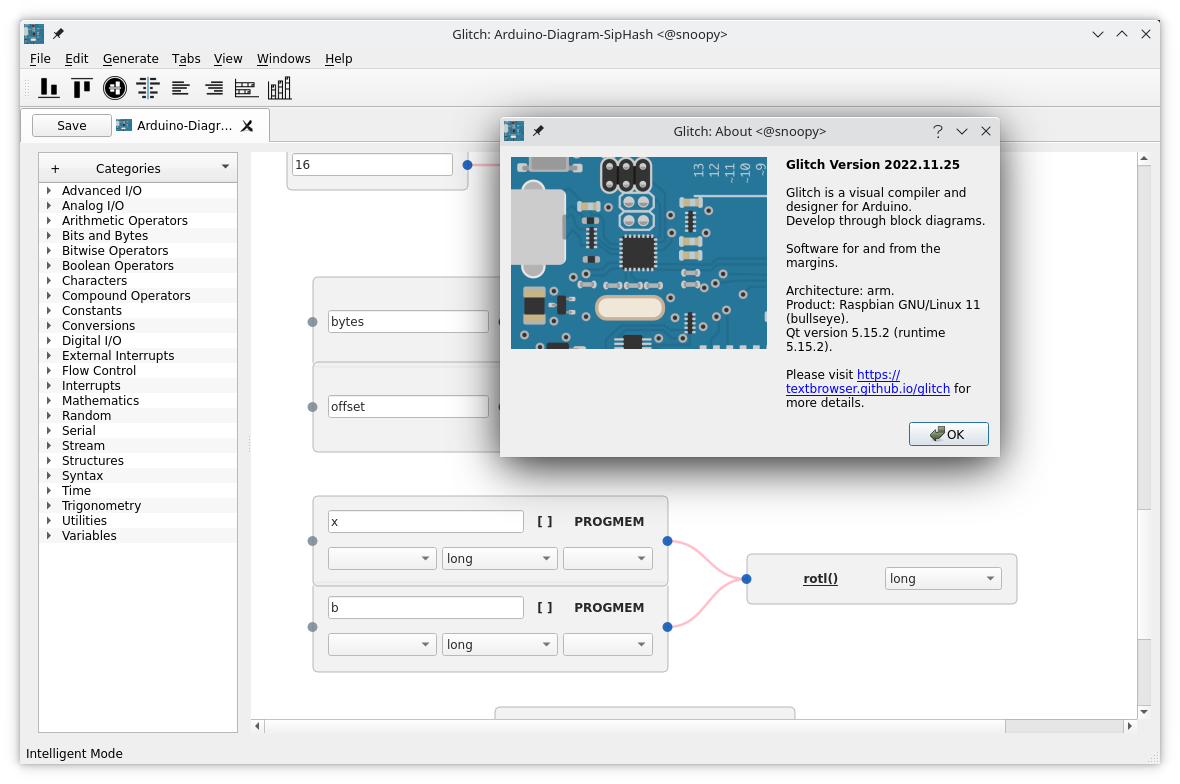 Glitch: Arduino-Diagram-SipHash <@snoopy>
File Edit Generate Tabs View Windows Help
Save Arduino-Diagr...
+ Categories
Advanced I/O
Analog I/O
Arithmetic Operators
Bits and Bytes
Bitwise Operators
Boolean Operators
Characters
Compound Operators
Constants
Conversions
Digital I/O
External Interrupts
Flow Control
Interrupts
Mathematics
Random
Serial
Stream
Structures
Syntax
Time
Trigonometry
Utilities
Variables
16
bytes
offset
x [ ] PROGMEM
long
b [ ] PROGMEM
long
rotl() long
Glitch: About <@snoopy>
13
12
~11
~10
~9
Glitch Version 2022.11.25
Glitch is a visual compiler and
designer for Arduino.
Develop through block diagrams.
Software for and from the
margins.
Architecture: arm.
Product: Raspbian GNU/Linux 11
(bullseye).
Qt version 5.15.2 (runtime
5.15.2).
Please visit https://
textbrowser.github.io/glitch for
more details.
OK
Intelligent Mode